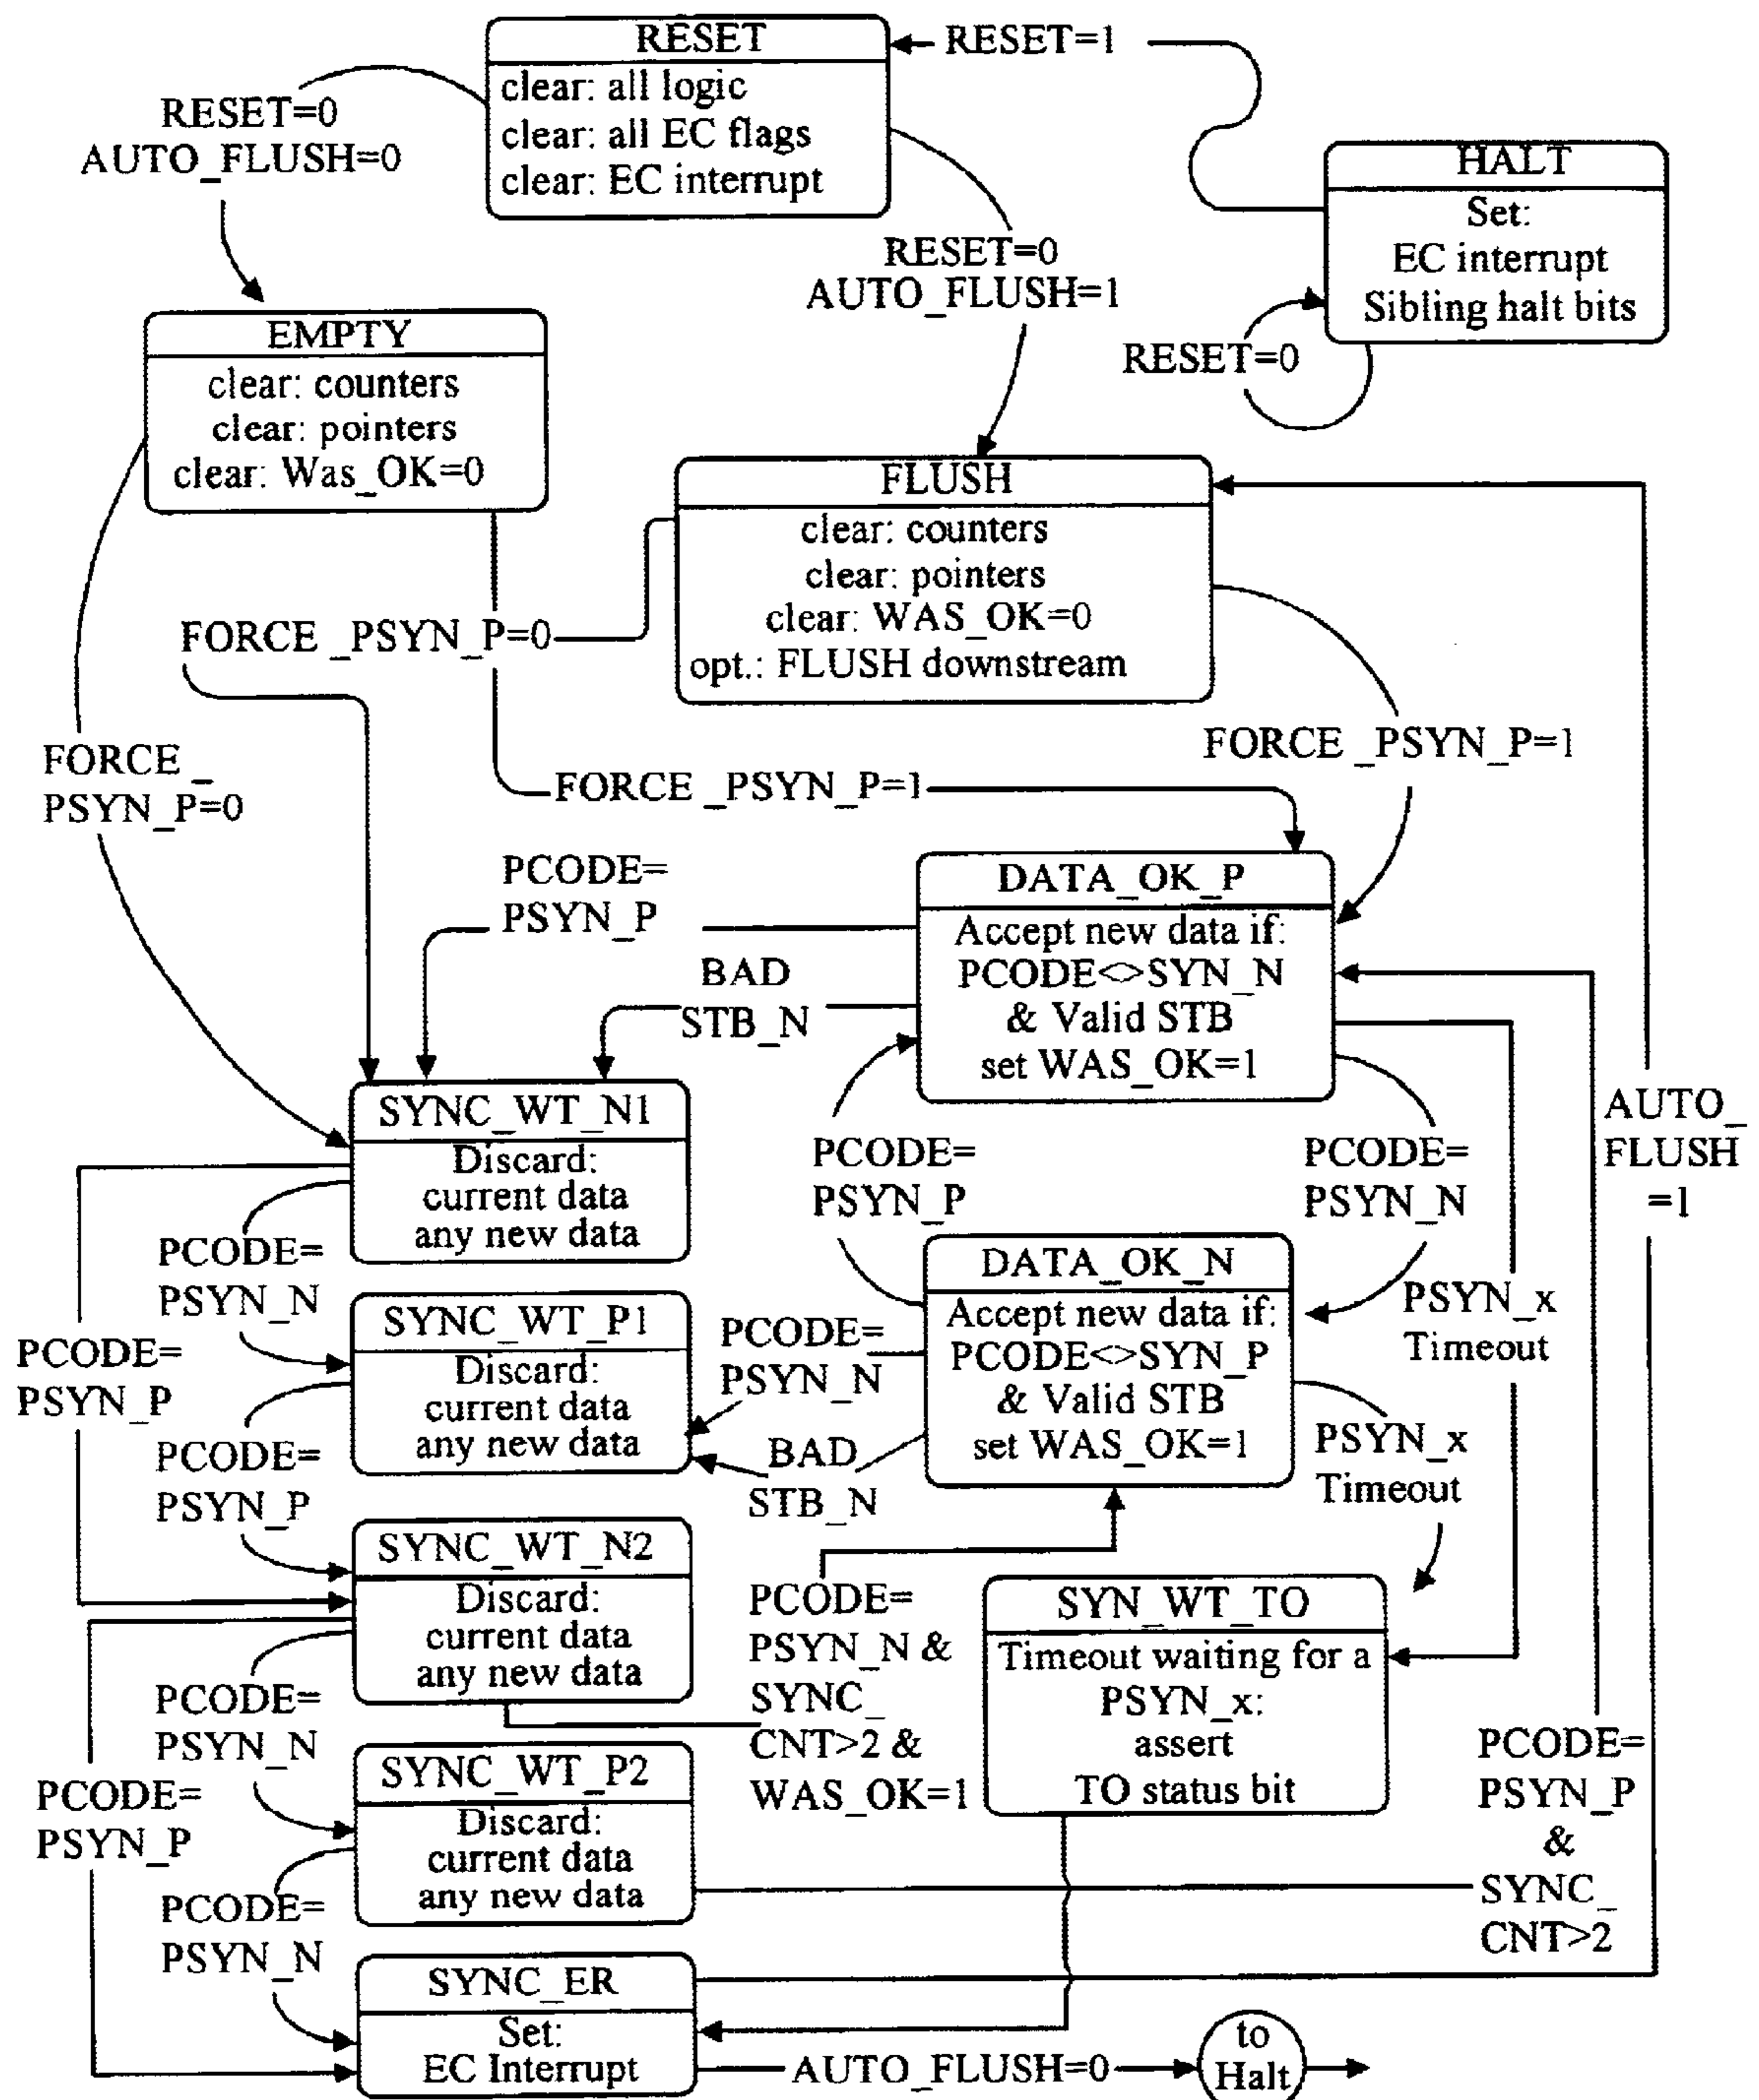 RESET
clear: all logic
clear: all EC flags
clear: EC interrupt
RESET=1
RESET=0
AUTO_FLUSH=0
HALT
Set:
EC interrupt
Sibling halt bits
RESET=0
AUTO_FLUSH=1
RESET=0
EMPTY
clear: counters
clear: pointers
clear: Was_OK=0
FLUSH
clear: counters
clear: pointers
clear: WAS_OK=0
opt.: FLUSH downstream
FORCE _PSYN_P=0
FORCE _
PSYN_P=0
FORCE _PSYN_P=1
FORCE _PSYN_P=1
DATA_OK_P
Accept new data if:
PCODE<>SYN_N
& Valid STB
set WAS_OK=1
PCODE=
PSYN_P
BAD
STB_N
SYNC_WT_N1
Discard:
current data
any new data
PCODE=
PSYN_P
PCODE=
PSYN_N
AUTO_
FLUSH
=1
PCODE=
PSYN_N
DATA_OK_N
Accept new data if:
PCODE<>SYN_P
& Valid STB
set WAS_OK=1
PSYN_x
Timeout
SYNC_WT_P1
Discard:
current data
any new data
PCODE=
PSYN_N
PCODE=
PSYN_P
PCODE=
PSYN_P
BAD
STB_N
PSYN_x
Timeout
SYNC_WT_N2
Discard:
current data
any new data
PCODE=
PSYN_N &
SYNC_
CNT>2 &
WAS_OK=1
SYN_WT_TO
Timeout waiting for a
PSYN_x:
assert
TO status bit
PCODE=
PSYN_N
PCODE=
PSYN_P
SYNC_WT_P2
Discard:
current data
any new data
PCODE=
PSYN_P
&
SYNC_
CNT>2
PCODE=
PSYN_N
SYNC_ER
Set:
EC Interrupt
AUTO_FLUSH=0
to
Halt